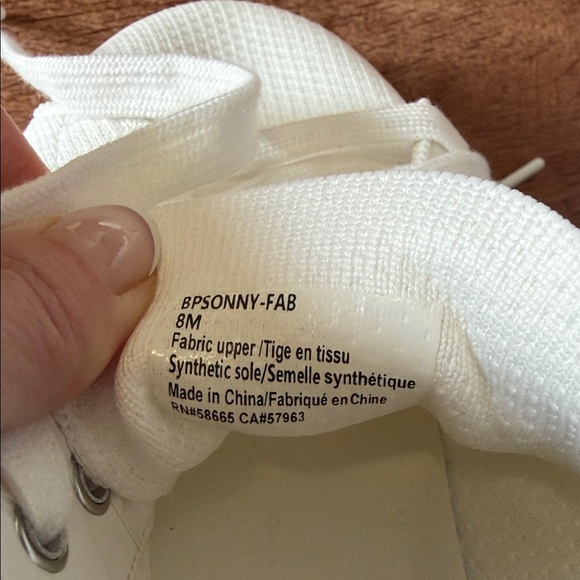 BPSONNY-FAB
8M
Fabric upper/Tige en tissu
Synthetic sole/Semelle synthétique
Made in China/Fabriqué en Chine
RN#58665 CA#57963